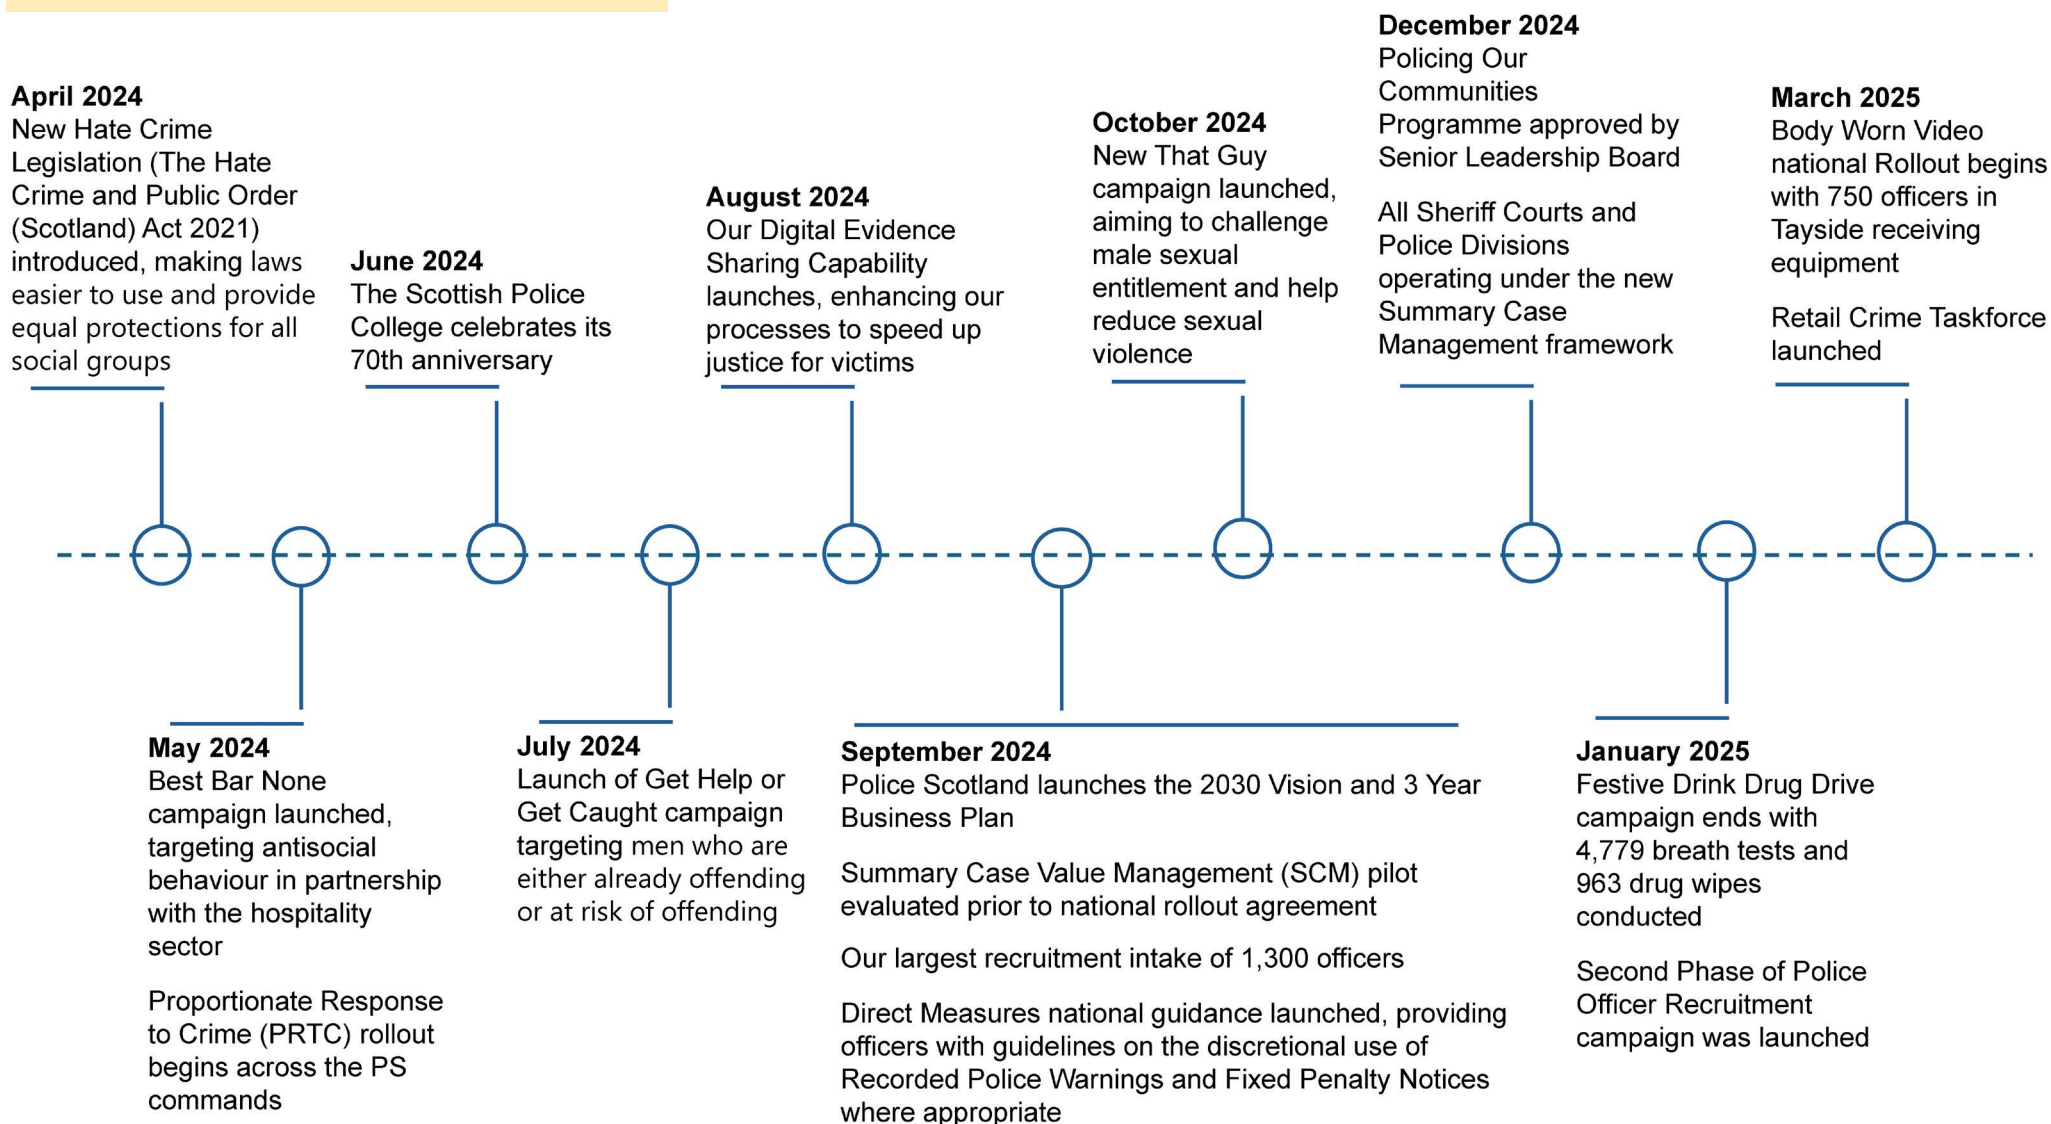 April 2024
New Hate Crime
Legislation (The Hate
Crime and Public Order
(Scotland) Act 2021)
introduced, making laws
easier to use and provide
equal protections for all
social groups
May 2024
Best Bar None
campaign launched,
targeting antisocial
behaviour in partnership
with the hospitality
sector
Proportionate Response
to Crime (PRTC) rollout
begins across the PS
commands
June 2024
The Scottish Police
College celebrates its
70th anniversary
July 2024
Launch of Get Help or
Get Caught campaign
targeting men who are
either already offending
or at risk of offending
August 2024
Our Digital Evidence
Sharing Capability
launches, enhancing our
processes to speed up
justice for victims
September 2024
Police Scotland launches the 2030 Vision and 3 Year
Business Plan
Summary Case Value Management (SCM) pilot
evaluated prior to national rollout agreement
Our largest recruitment intake of 1,300 officers
Direct Measures national guidance launched, providing
officers with guidelines on the discretional use of
Recorded Police Warnings and Fixed Penalty Notices
where appropriate
October 2024
New That Guy
campaign launched,
aiming to challenge
male sexual
entitlement and help
reduce sexual
violence
December 2024
Policing Our
Communities
Programme approved by
Senior Leadership Board
All Sheriff Courts and
Police Divisions
operating under the new
Summary Case
Management framework
January 2025
Festive Drink Drug Drive
campaign ends with
4,779 breath tests and
963 drug wipes
conducted
Second Phase of Police
Officer Recruitment
campaign was launched
March 2025
Body Worn Video
national Rollout begins
with 750 officers in
Tayside receiving
equipment
Retail Crime Taskforce
launched